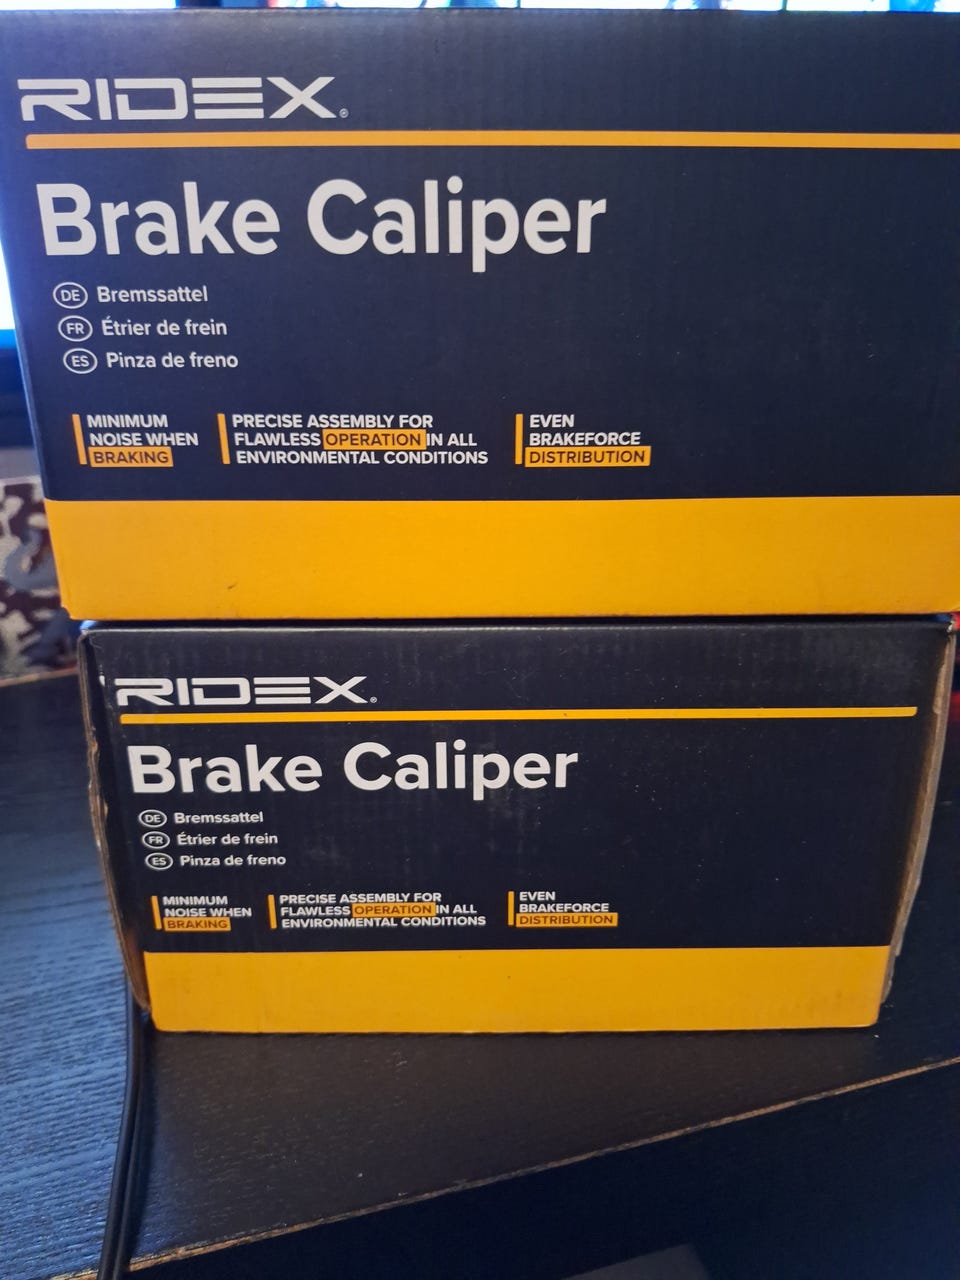 RIDEX®
Brake Caliper
DE Bremssattel
FR Étrier de frein
ES Pinza de freno
MINIMUM
NOISE WHEN
BRAKING
PRECISE ASSEMBLY FOR
FLAWLESS OPERATION IN ALL
ENVIRONMENTAL CONDITIONS
EVEN
BRAKEFORCE
DISTRIBUTION
RIDEX®
Brake Caliper
DE Bremssattel
FR Étrier de frein
ES Pinza de freno
MINIMUM
NOISE WHEN
BRAKING
PRECISE ASSEMBLY FOR
FLAWLESS OPERATION IN ALL
ENVIRONMENTAL CONDITIONS
EVEN
BRAKEFORCE
DISTRIBUTION